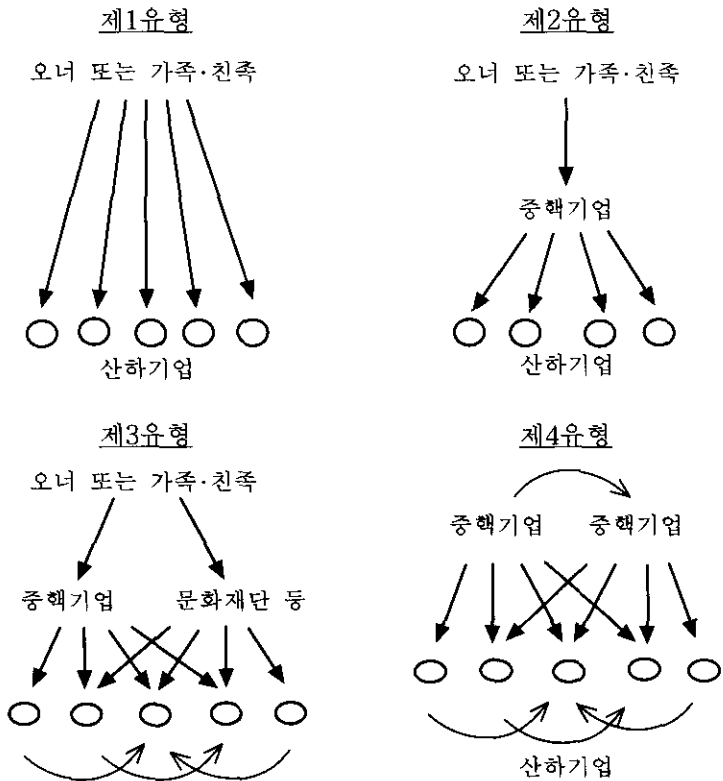 제1유형
오너 또는 가족·친족
산하기업
제2유형
오너 또는 가족·친족
중핵기업
산하기업
제3유형
오너 또는 가족·친족
중핵기업 문화재단 등
제4유형
중핵기업 중핵기업
산하기업